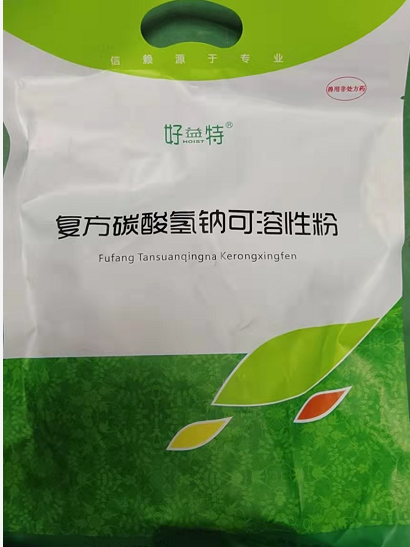 信赖源于专业
兽用非处方药
好益特®
HOIST
复方碳酸氢钠可溶性粉
Fufang Tansuanqingna Kerongxingfen